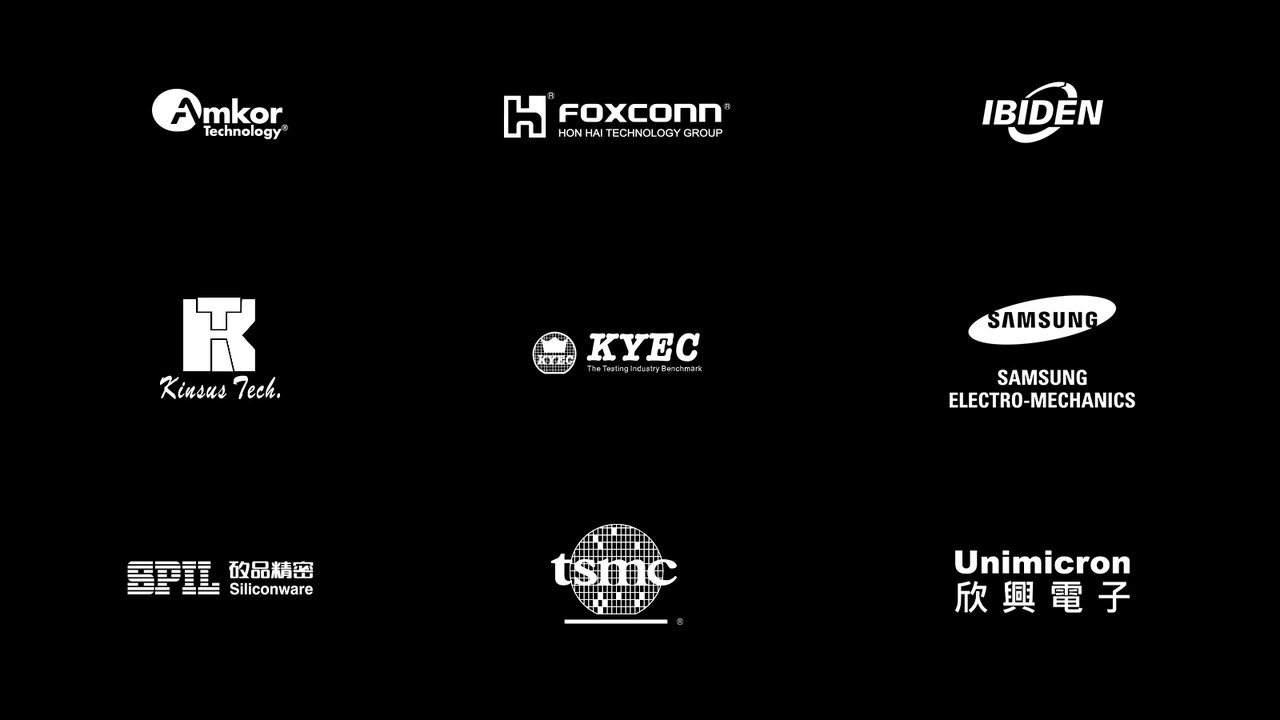 Amkor
Technology®
FOXCONN®
HON HAI TECHNOLOGY GROUP
IBIDEN
Kinsus Tech.
KYEC
KYEC
The Testing Industry Benchmark
SAMSUNG
SAMSUNG
ELECTRO-MECHANICS
SPIL 矽品精密
Siliconware
tsmc
®
Unimicron
欣興電子